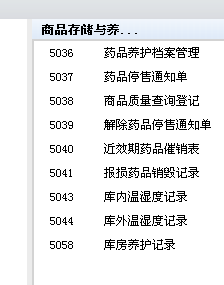 商品存储与养...
5036 药品养护档案管理
5037 药品停售通知单
5038 商品质量查询登记
5039 解除药品停售通知单
5040 近效期药品催销表
5041 报损药品销毁记录
5043 库内温湿度记录
5044 库外温湿度记录
5058 库房养护记录